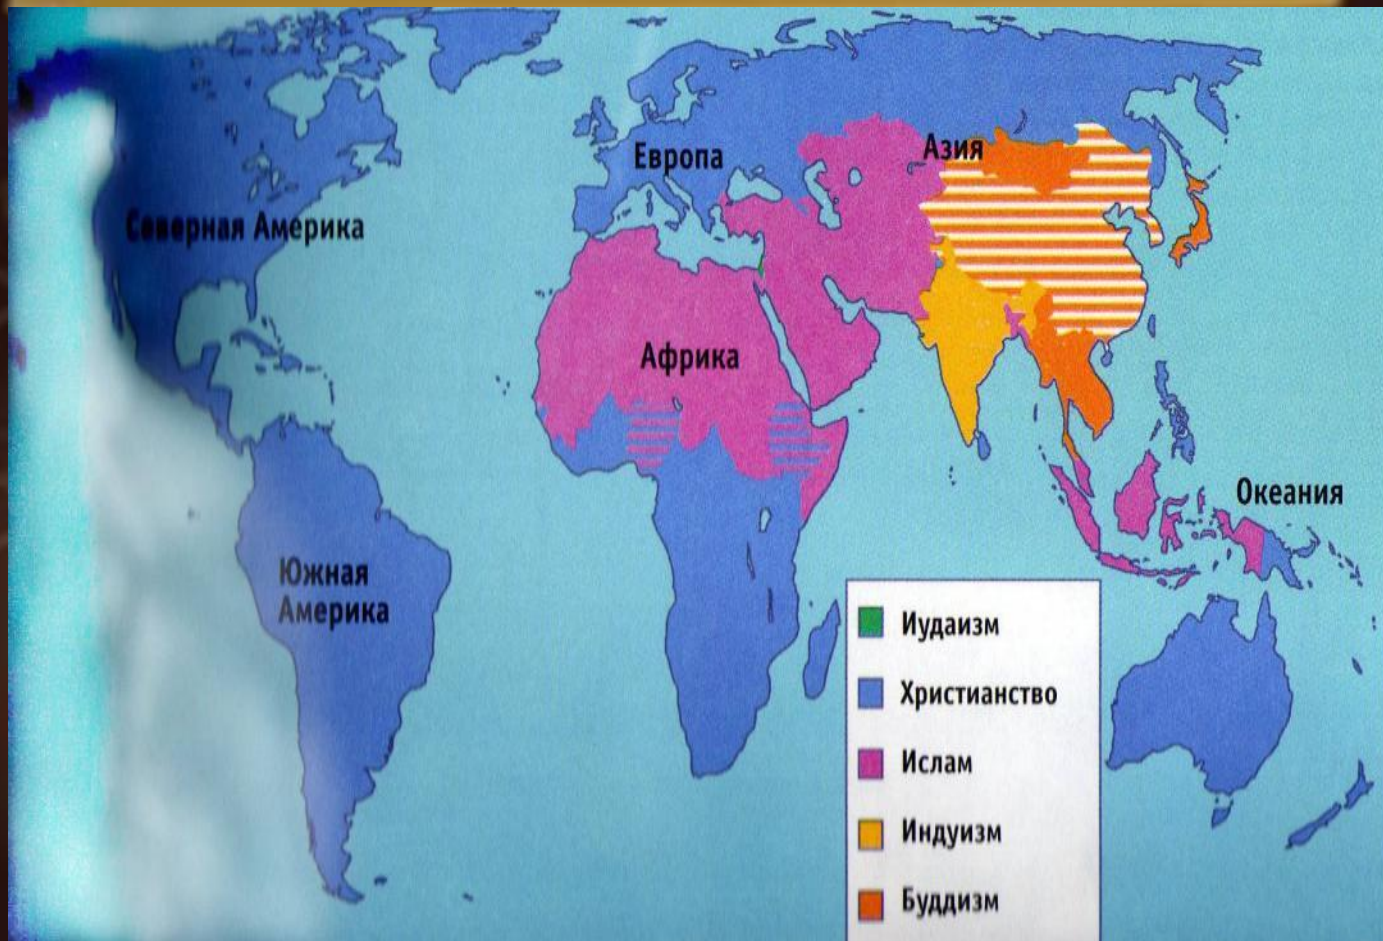 Европа
Азия
Северная Америка
Африка
Океания
Южная
Америка
Иудаизм
Христианство
Ислам
Индуизм
Буддизм